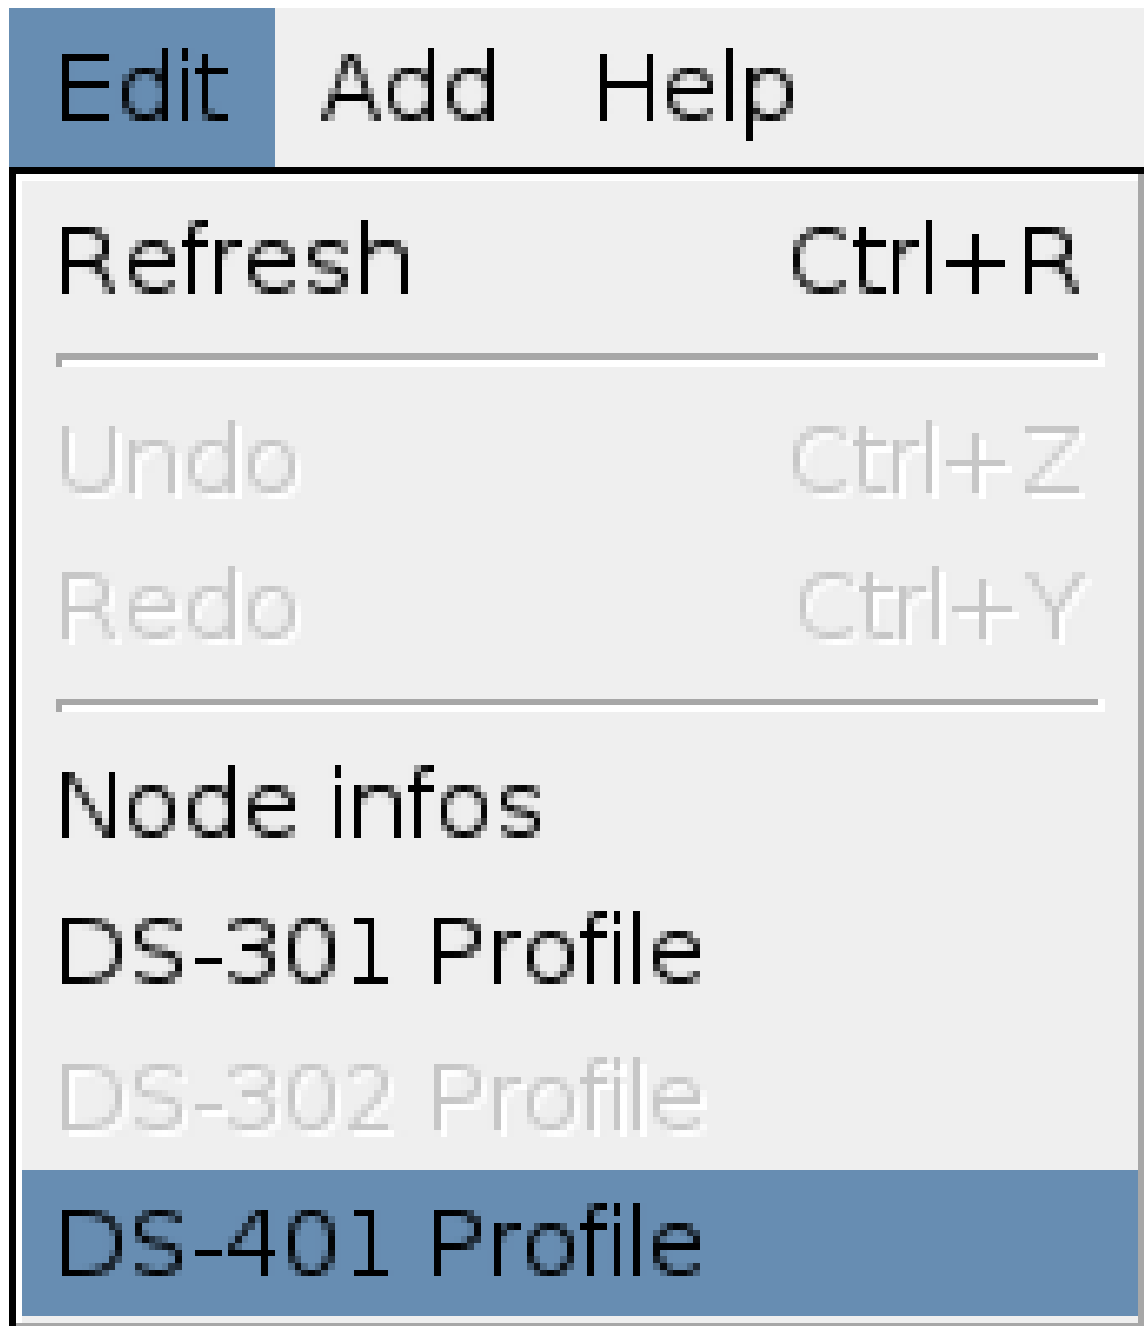 Edit Add Help
Refresh Ctrl+R
Undo Ctrl+Z
Redo Ctrl+Y
Node infos
DS-301 Profile
DS-302 Profile
DS-401 Profile